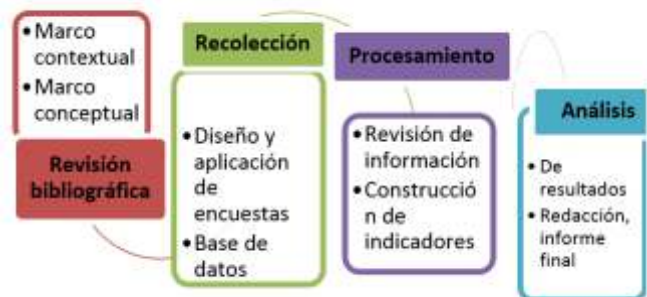 •Marco
contextual
•Marco
conceptual
Revisión
bibliográfica
Recolección
•Diseño y
aplicación
de
encuestas
•Base de
datos
Procesamiento
•Revisión de
información
•Construcció
n de
indicadores
Análisis
• De
resultados
• Redacción,
informe
final